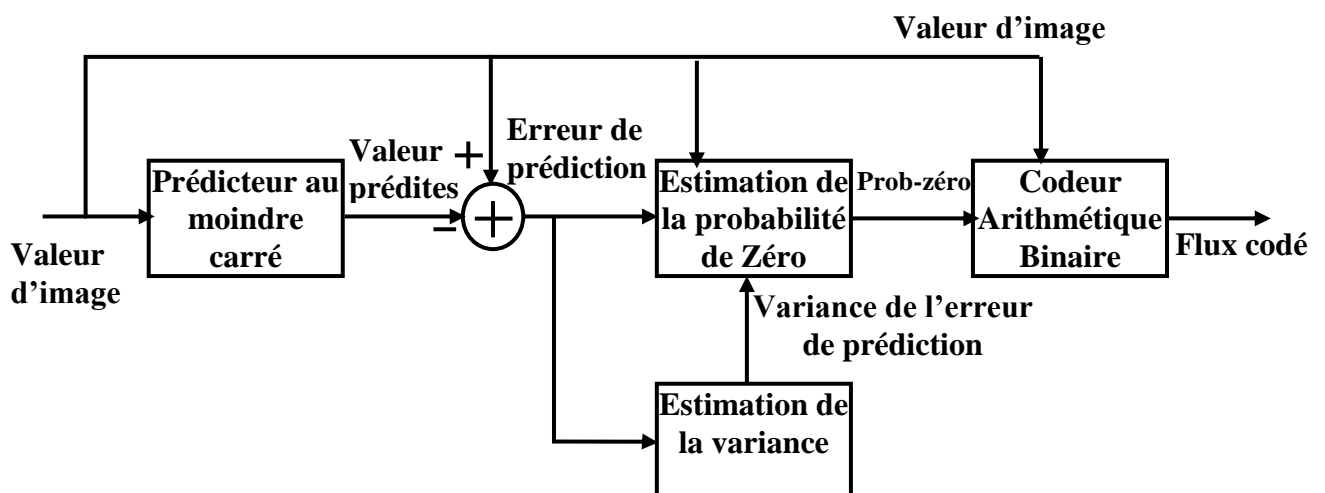 Valeur d’image
Erreur de
prédiction
Valeur
prédites
+
Prédicteur au
moindre
carré
+
−
Estimation de
la probabilité
de Zéro
Prob-zéro
Codeur
Arithmétique
Binaire
Valeur
d’image
Flux codé
Variance de l’erreur
de prédiction
Estimation de
la variance